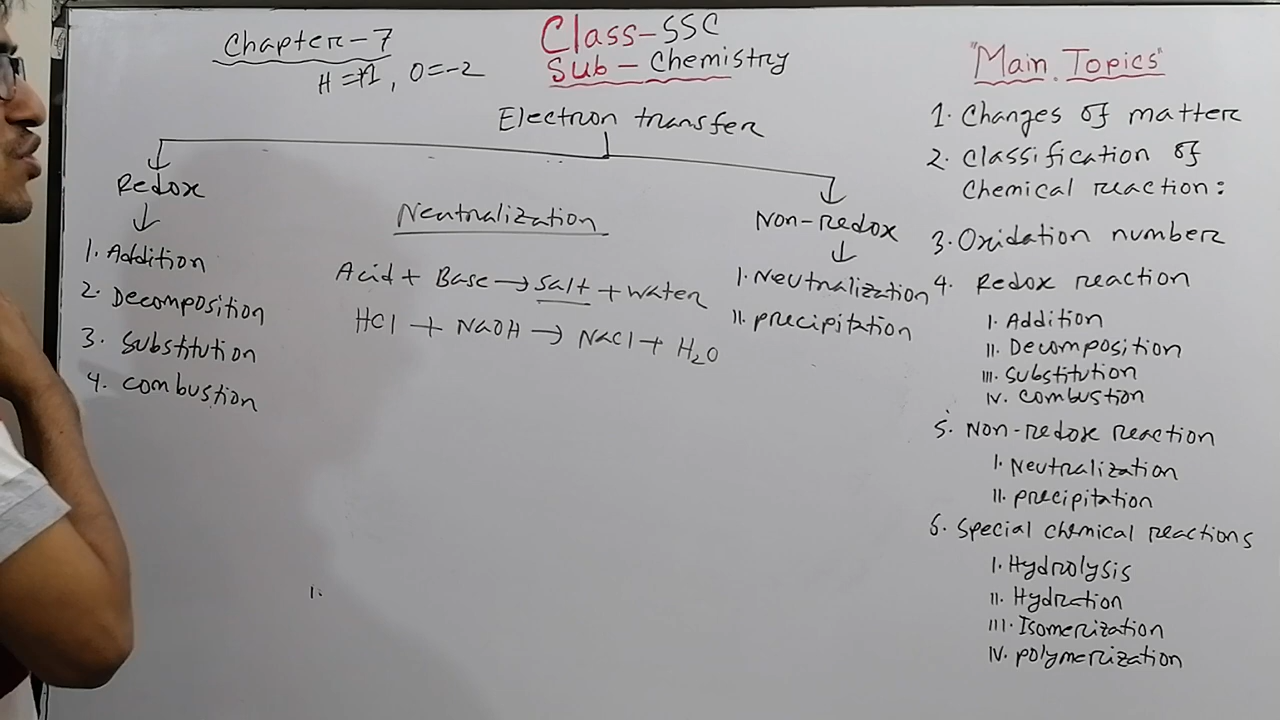 Chapter-7
H = +1, O = -2
Class-SSC
Sub - Chemistry
Electron transfer
Redox
1. Addition
2. Decomposition
3. Substitution
4. Combustion
Neutralization
Acid + Base → Salt + Water
HCl + NaOH → NaCl + H₂O
Non-Redox
I. Neutralization
II. precipitation
"Main Topics"
1. Changes of matter
2. Classification of
Chemical reaction:
3. Oxidation number
4. Redox reaction
I. Addition
II. Decomposition
III. Substitution
IV. Combustion
5. Non-redox reaction
I. Neutralization
II. precipitation
6. Special chemical reactions
I. Hydrolysis
II. Hydration
III. Isomerization
IV. polymerization
1.